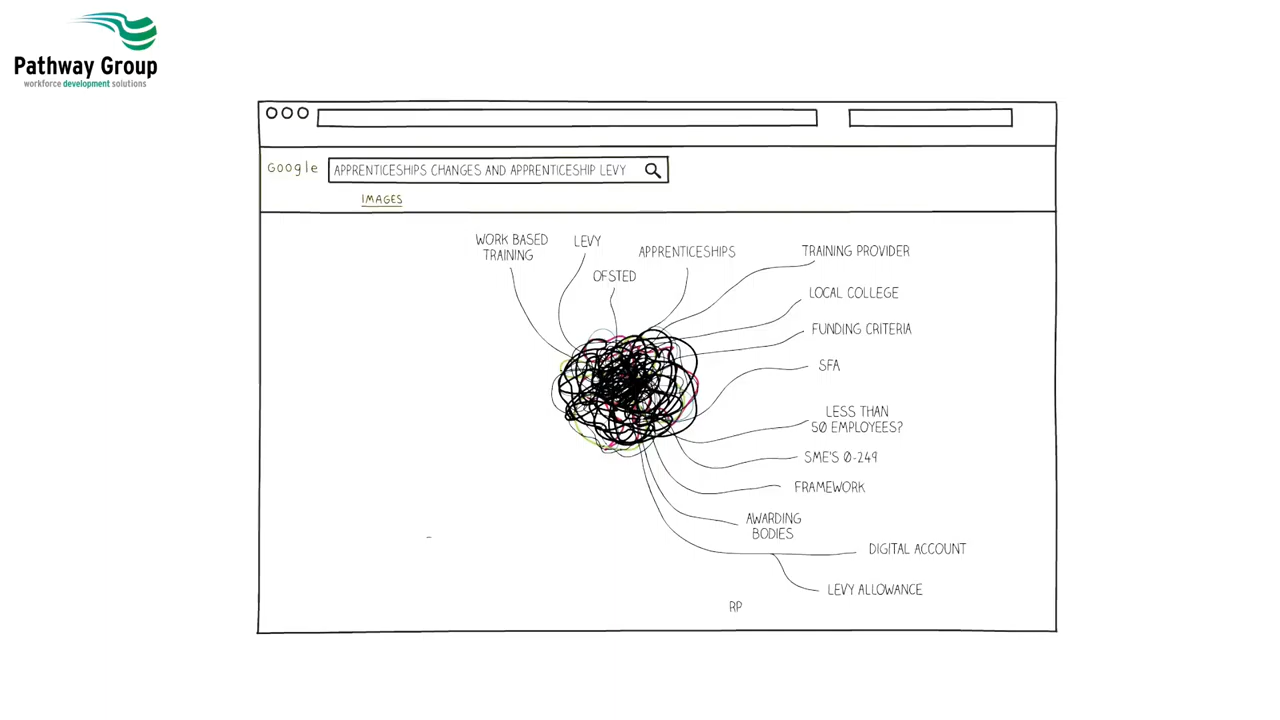 Pathway Group
workforce development solutions
Google
APPRENTICESHIPS CHANGES AND APPRENTICESHIP LEVY
IMAGES
WORK BASED
TRAINING
LEVY
OFSTED
APPRENTICESHIPS
TRAINING PROVIDER
LOCAL COLLEGE
FUNDING CRITERIA
SFA
LESS THAN
50 EMPLOYEES?
SME'S 0-249
FRAMEWORK
AWARDING
BODIES
DIGITAL ACCOUNT
LEVY ALLOWANCE
RP